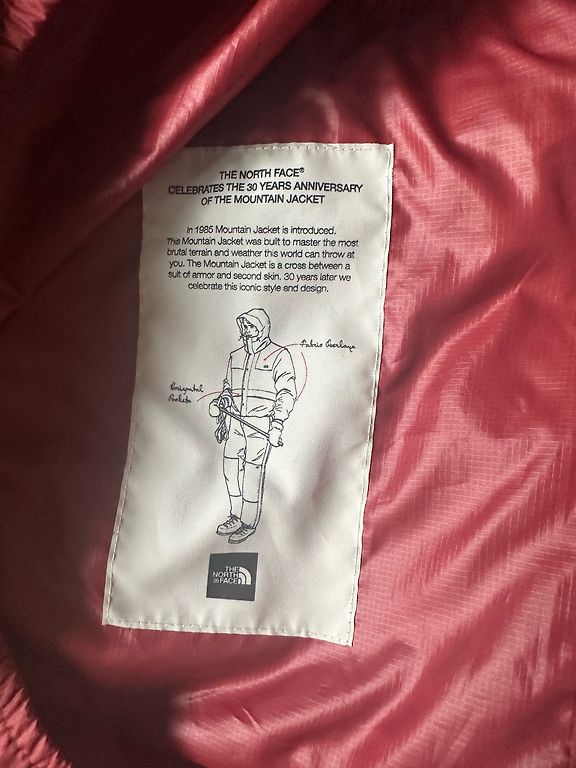 THE NORTH FACE®
CELEBRATES THE 30 YEARS ANNIVERSARY
OF THE MOUNTAIN JACKET
In 1985 Mountain Jacket is introduced.
This Mountain Jacket was built to master the most
brutal terrain and weather this world can throw at
you. The Mountain Jacket is a cross between a
suit of armor and second skin. 30 years later we
celebrate this iconic style and design.
Fabric Overlays
Horizontal
Pockets
THE
NORTH
FACE